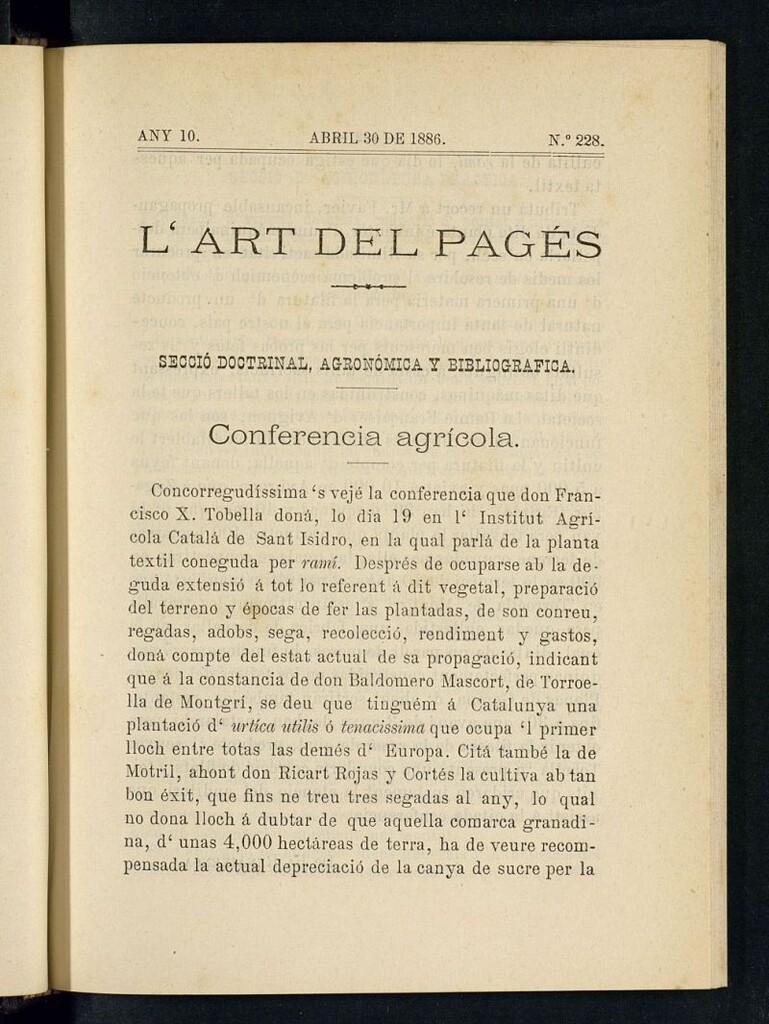 ANY 10. ABRIL 30 DE 1886. N.º 228.
L‘ ART DEL PAGÉS
SECCIÓ DOCTRINAL, AGRONÓMICA Y BIBLIOGRAFICA.
Conferencia agrícola.
Concorregudíssima ‘s vejé la conferencia que don Fran-
cisco X. Tobella doná, lo dia 19 en l‘ Institut Agrí-
cola Catalá de Sant Isidro, en la qual parlá de la planta
textil coneguda per ramí. Després de ocuparse ab la de-
guda extensió á tot lo referent á dit vegetal, preparació
del terreno y épocas de fer las plantadas, de son conreu,
regadas, adobs, sega, recolecció, rendiment y gastos,
doná compte del estat actual de sa propagació, indicant
que á la constancia de don Baldomero Mascort, de Torroe-
lla de Montgrí, se deu que tinguém á Catalunya una
plantació d‘ urtica utilis ó tenacissima que ocupa ‘l primer
lloch entre totas las demés d‘ Europa. Citá també la de
Motril, ahont don Ricart Rojas y Cortés la cultiva ab tan
bon éxit, que fins ne treu tres segadas al any, lo qual
no dona lloch á dubtar de que aquella comarca granadi-
na, d‘ unas 4,000 hectáreas de terra, ha de veure recom-
pensada la actual depreciació de la canya de sucre per la